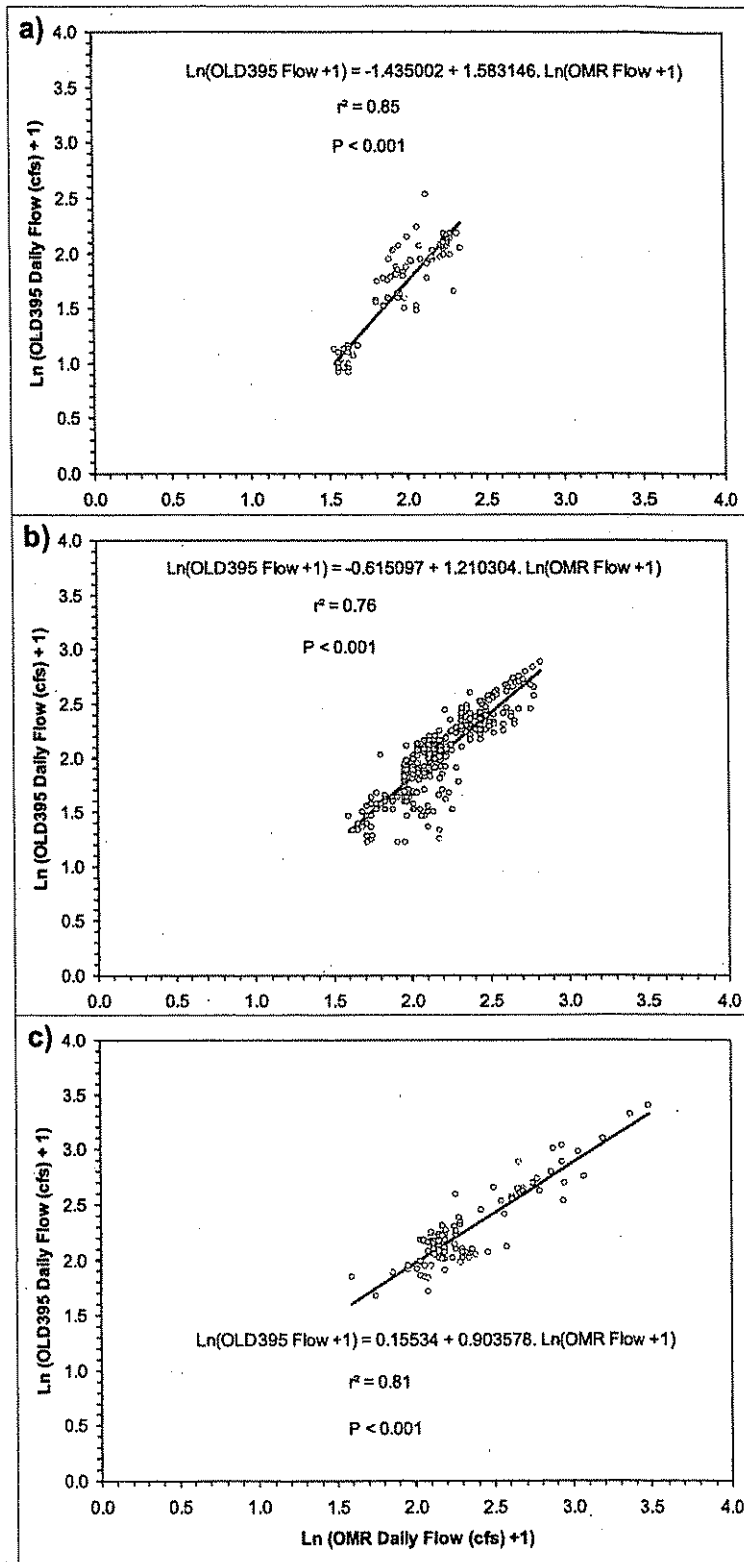 a)
Ln(OLD395 Flow +1) = -1.435002 + 1.583146. Ln(OMR Flow +1)
r² = 0.85
P < 0.001
Ln (OLD395 Daily Flow (cfs) + 1)
4.0
3.5
3.0
2.5
2.0
1.5
1.0
0.5
0.0
0.0 0.5 1.0 1.5 2.0 2.5 3.0 3.5 4.0
b)
Ln(OLD395 Flow +1) = -0.615097 + 1.210304. Ln(OMR Flow +1)
r² = 0.76
P < 0.001
Ln (OLD395 Daily Flow (cfs) + 1)
4.0
3.5
3.0
2.5
2.0
1.5
1.0
0.5
0.0
0.0 0.5 1.0 1.5 2.0 2.5 3.0 3.5 4.0
c)
Ln (OLD395 Daily Flow (cfs) + 1)
4.0
3.5
3.0
2.5
2.0
1.5
1.0
0.5
0.0
Ln(OLD395 Flow +1) = 0.15534 + 0.903578. Ln(OMR Flow +1)
r² = 0.81
P < 0.001
0.0 0.5 1.0 1.5 2.0 2.5 3.0 3.5 4.0
Ln (OMR Daily Flow (cfs) +1)